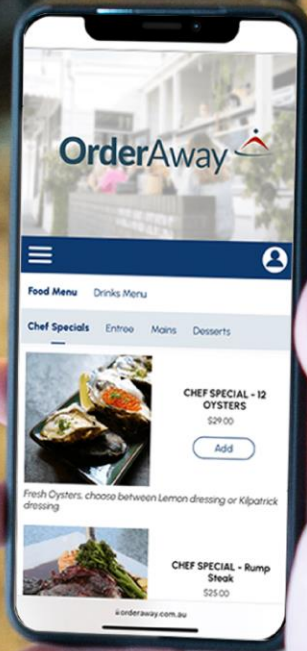 OrderAway
Food Menu Drinks Menu
Chef Specials Entree Mains Desserts
CHEF SPECIAL - 12
OYSTERS
$29.00
Add
Fresh Oysters, choose between Lemon dressing or Kilpatrick
dressing
CHEF SPECIAL - Rump
Steak
$25.00
orderaway.com.au